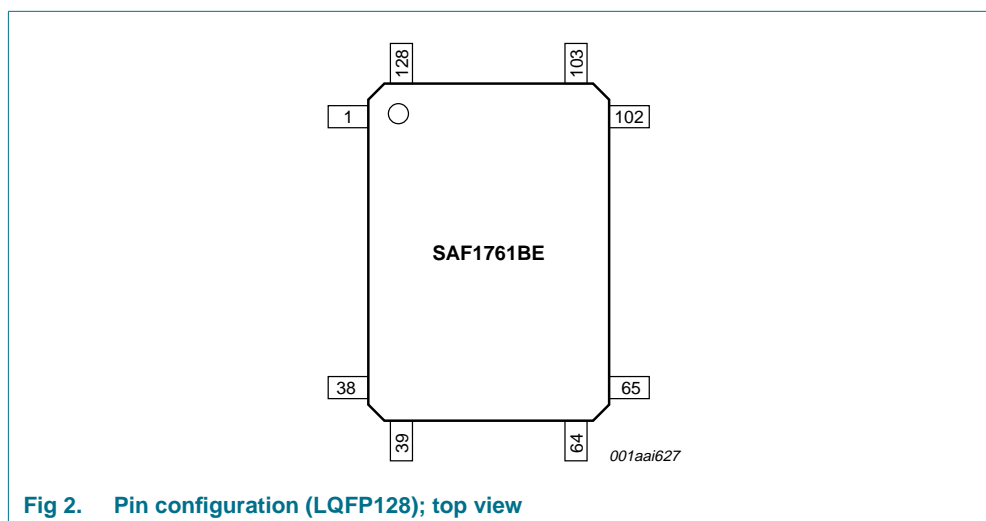 128
103
1
102
SAF1761BE
38
65
39
64
001aai627
Fig 2. Pin configuration (LQFP128); top view